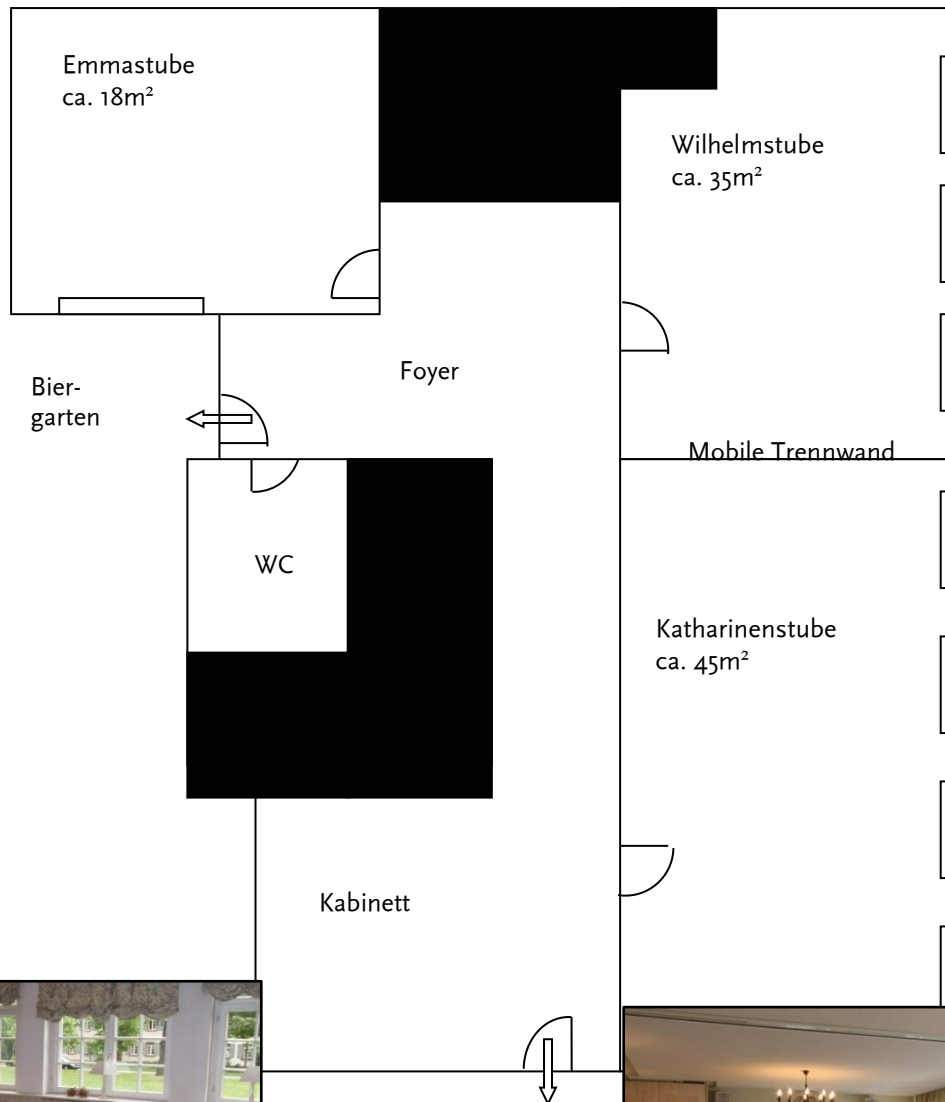 Emmastube
ca. 18m²
Wilhelmstube
ca. 35m²
Foyer
Bier-
garten
Mobile Trennwand
WC
Katharinenstube
ca. 45m²
Kabinett